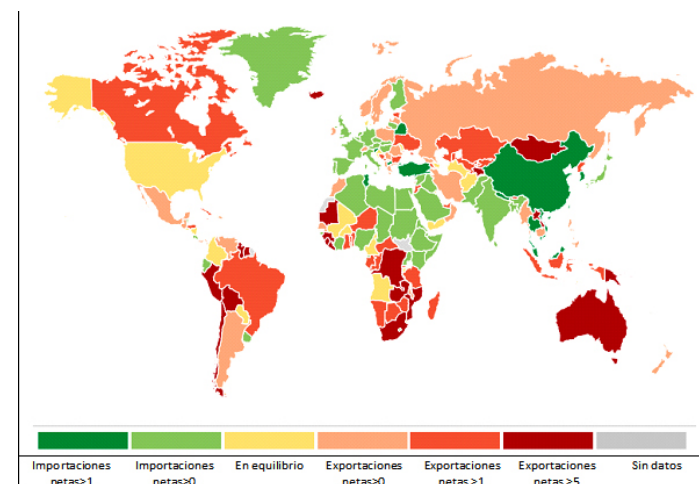 Importaciones Importaciones En equilibrio Exportaciones Exportaciones Exportaciones Sin datos
netas>1 netas>0 netas>0 netas>1 netas>5